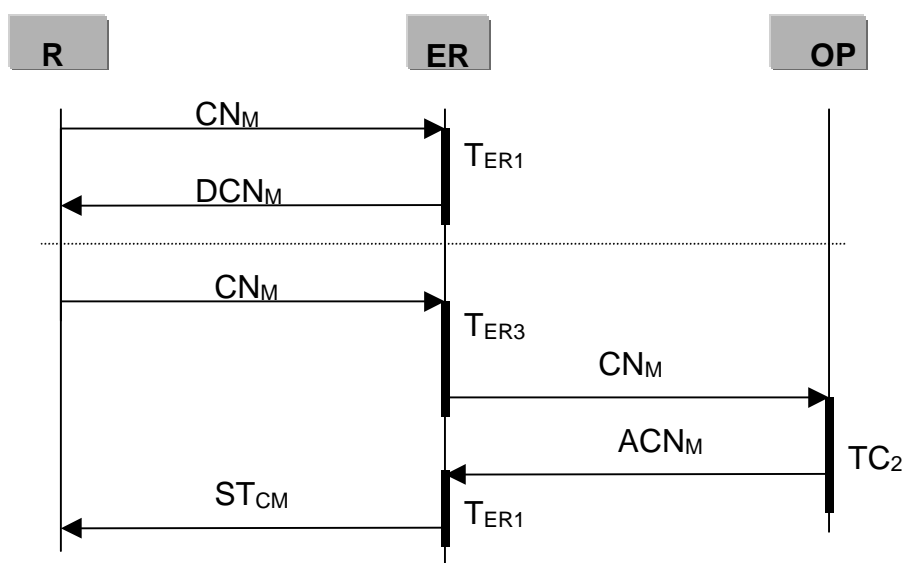 R ER OP
CNM
TER1
DCNM
CNM
TER3
CNM
ACNM
TC2
STCM
TER1